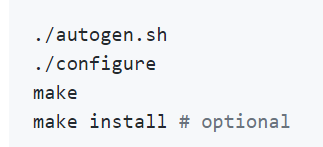 ./autogen.sh
./configure
make
make install # optional